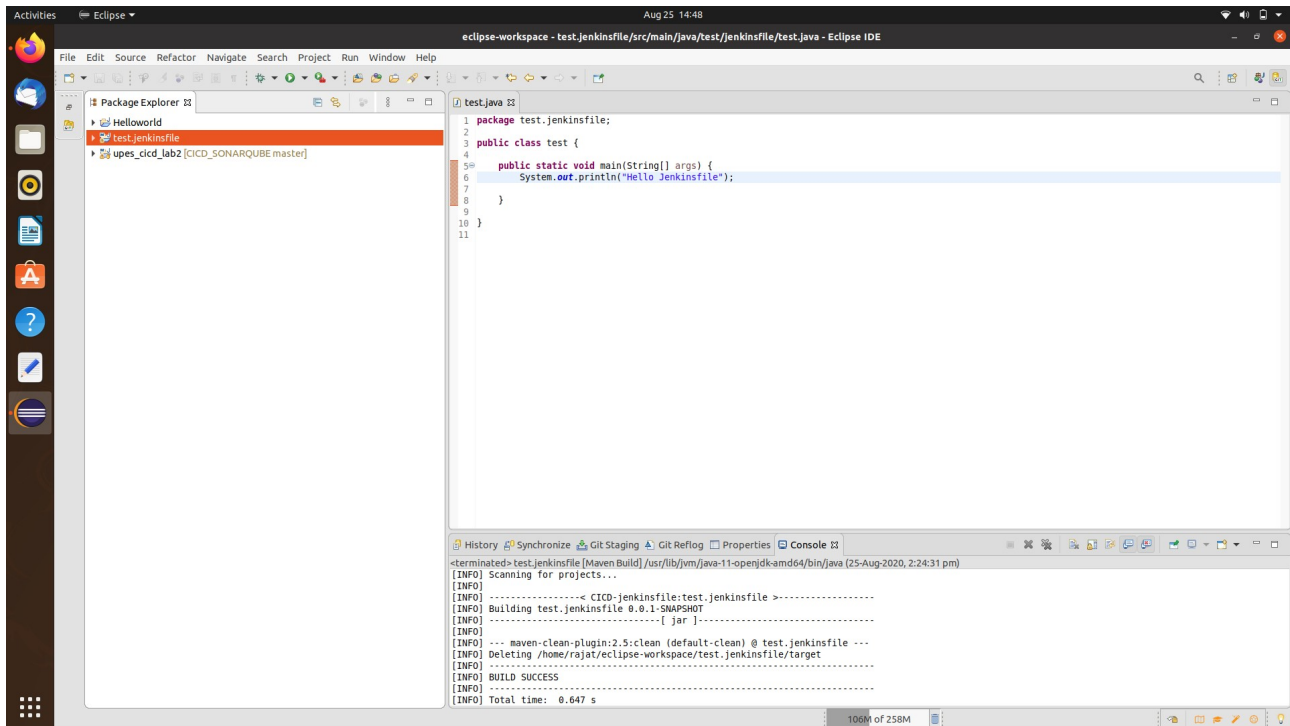 Activities Eclipse Aug 25 14:48
eclipse-workspace - test.jenkinsfile/src/main/java/test/jenkinsfile/test.java - Eclipse IDE
File Edit Source Refactor Navigate Search Project Run Window Help
Package Explorer
Helloworld
test.jenkinsfile
upes_cicd_lab2 [CICD_SONARQUBE master]
test.java
1 package test.jenkinsfile;
2
3 public class test {
4
5 public static void main(String[] args) {
6 System.out.println("Hello Jenkinsfile");
7
8 }
9
10 }
11
History Synchronize Git Staging Git Reflog Properties Console
<terminated> test.jenkinsfile [Maven Build] /usr/lib/jvm/java-11-openjdk-amd64/bin/java (25-Aug-2020, 2:24:31 pm)
[INFO] Scanning for projects...
[INFO]
[INFO] ----------------< CICD-jenkinsfile:test.jenkinsfile >-----------------
[INFO] Building test.jenkinsfile 0.0.1-SNAPSHOT
[INFO] --------------------------------[ jar ]---------------------------------
[INFO]
[INFO] --- maven-clean-plugin:2.5:clean (default-clean) @ test.jenkinsfile ---
[INFO] Deleting /home/rajat/eclipse-workspace/test.jenkinsfile/target
[INFO] ------------------------------------------------------------------------
[INFO] BUILD SUCCESS
[INFO] ------------------------------------------------------------------------
[INFO] Total time: 0.647 s
106M of 258M